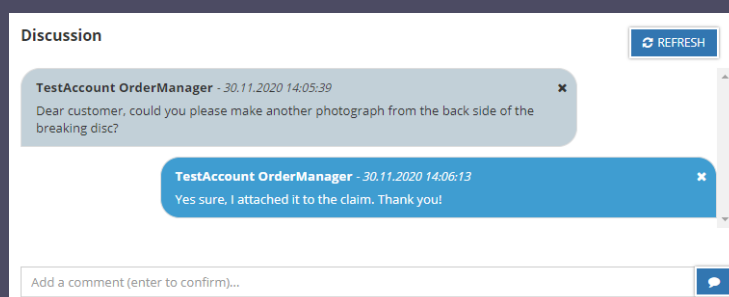 Discussion
REFRESH
TestAccount OrderManager - 30.11.2020 14:05:39
Dear customer, could you please make another photograph from the back side of the
breaking disc?
TestAccount OrderManager - 30.11.2020 14:06:13
Yes sure, I attached it to the claim. Thank you!
Add a comment (enter to confirm)...